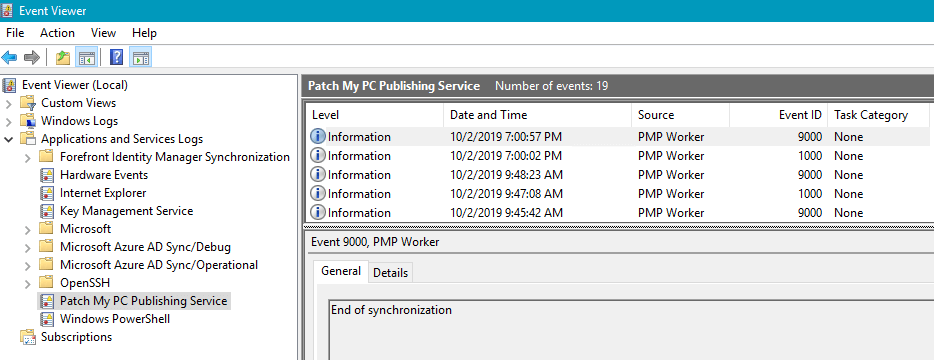 Event Viewer
File Action View Help
Event Viewer (Local)
Custom Views
Windows Logs
Applications and Services Logs
Forefront Identity Manager Synchronization
Hardware Events
Internet Explorer
Key Management Service
Microsoft
Microsoft Azure AD Sync/Debug
Microsoft Azure AD Sync/Operational
OpenSSH
Patch My PC Publishing Service
Windows PowerShell
Subscriptions
Patch My PC Publishing Service Number of events: 19
Level Date and Time Source Event ID Task Category
Information 10/2/2019 7:00:57 PM PMP Worker 9000 None
Information 10/2/2019 7:00:02 PM PMP Worker 1000 None
Information 10/2/2019 9:48:23 AM PMP Worker 9000 None
Information 10/2/2019 9:47:08 AM PMP Worker 1000 None
Information 10/2/2019 9:45:42 AM PMP Worker 9000 None
Event 9000, PMP Worker
General Details
End of synchronization